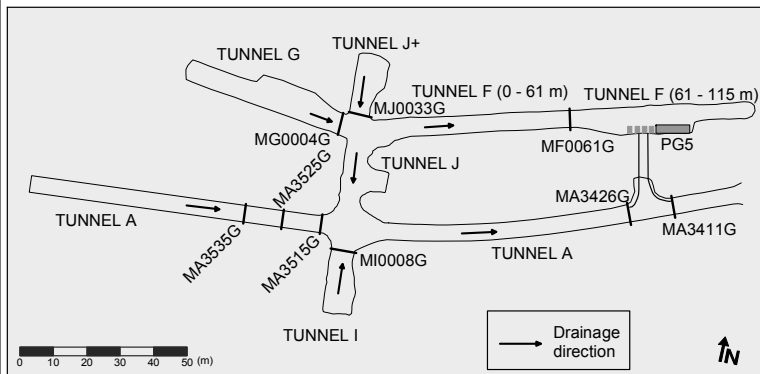 TUNNEL J+
TUNNEL G
TUNNEL F (0 - 61 m)
TUNNEL F (61 - 115 m)
MJ0033G
MG0004G
MF0061G
PG5
TUNNEL J
MA3525G
MA3426G
TUNNEL A
MA3411G
MA3535G
MA3515G
TUNNEL A
MI0008G
TUNNEL I
Drainage
direction
0 10 20 30 40 50 (m)
N